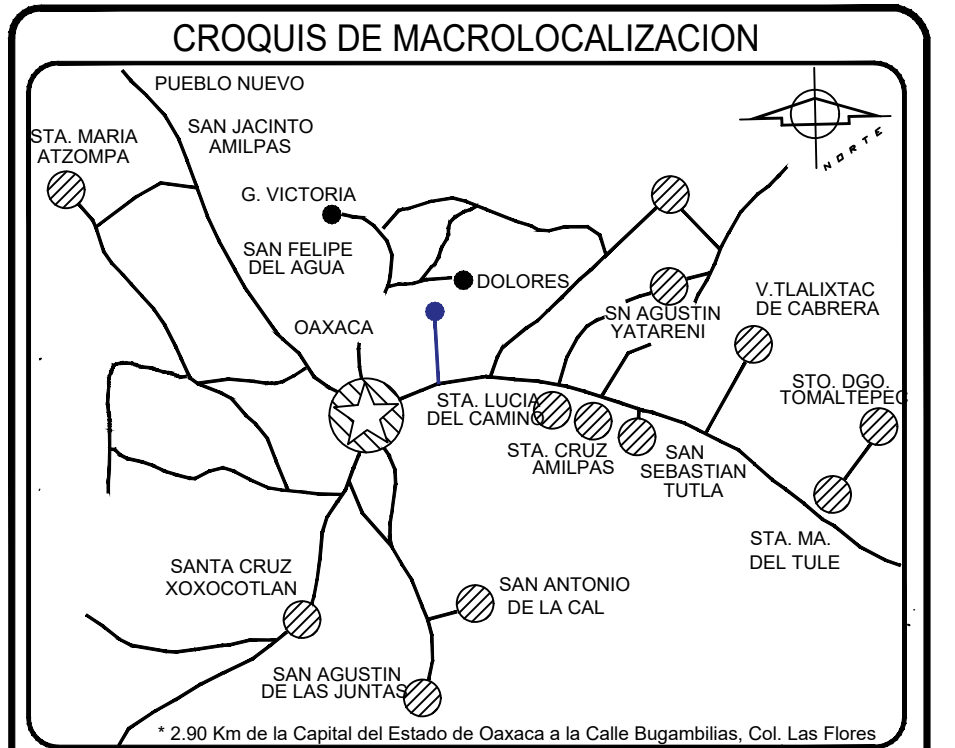 CROQUIS DE MACROLOCALIZACION
PUEBLO NUEVO
STA. MARIA
ATZOMPA
SAN JACINTO
AMILPAS
NORTE
G. VICTORIA
SAN FELIPE
DEL AGUA
DOLORES
OAXACA
SN AGUSTIN
YATARENI
V.TLALIXTAC
DE CABRERA
STO. DGO.
TOMALTEPEC
STA. LUCIA
DEL CAMINO
STA. CRUZ
AMILPAS
SAN
SEBASTIAN
TUTLA
STA. MA.
DEL TULE
SANTA CRUZ
XOXOCOTLAN
SAN ANTONIO
DE LA CAL
SAN AGUSTIN
DE LAS JUNTAS
* 2.90 Km de la Capital del Estado de Oaxaca a la Calle Bugambilias, Col. Las Flores